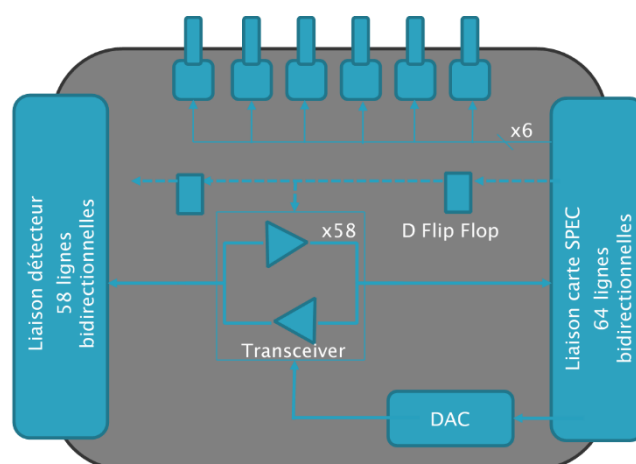 x6
Liaison détecteur
58 lignes
bidirectionnelles
D Flip Flop
x58
Transceiver
DAC
Liaison carte SPEC
64 lignes
bidirectionnelles